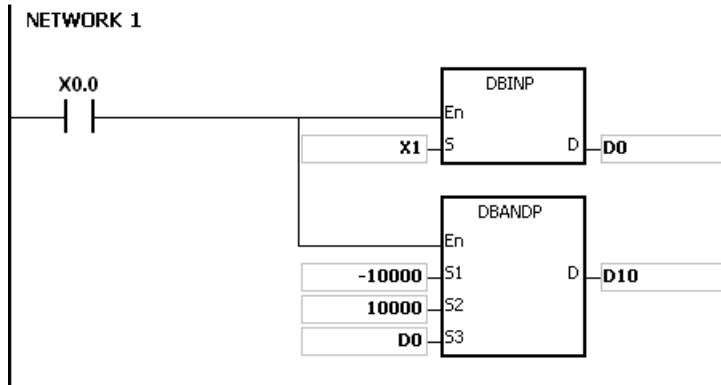 NETWORK 1
X0.0
DBINP
En
X1 S D D0
DBANDP
En
-10000 S1 D D10
10000 S2
D0 S3